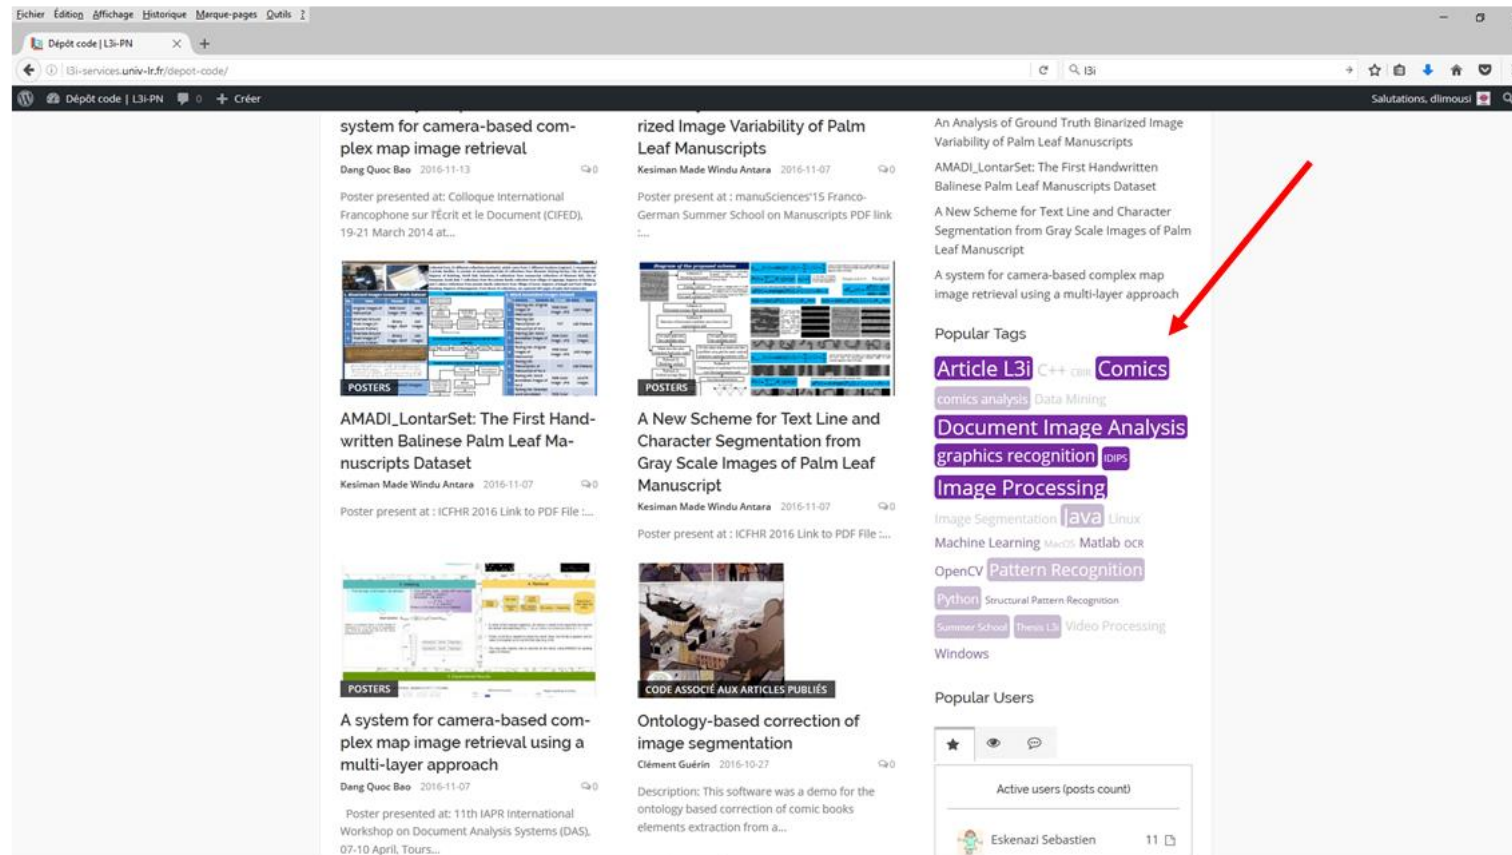 Fichier Édition Affichage Historique Marque-pages Outils ?
Dépôt code | L3i-PN
l3i-services.univ-lr.fr/depot-code/
l3i
Dépôt code | L3i-PN 0 + Créer
Salutations, dlimousi
system for camera-based com-
plex map image retrieval
Dang Quoc Bao 2016-11-13 0
Poster presented at: Colloque International
Francophone sur l'Écrit et le Document (CIFED),
19-21 March 2014 at...
rized Image Variability of Palm
Leaf Manuscripts
Kesiman Made Windu Antara 2016-11-07 0
Poster present at : manuSciences'15 Franco-
German Summer School on Manuscripts PDF link
:...
POSTERS
AMADI_LontarSet: The First Hand-
written Balinese Palm Leaf Ma-
nuscripts Dataset
Kesiman Made Windu Antara 2016-11-07 0
Poster present at : ICFHR 2016 Link to PDF File :...
Diagram of the proposed scheme
POSTERS
A New Scheme for Text Line and
Character Segmentation from
Gray Scale Images of Palm Leaf
Manuscript
Kesiman Made Windu Antara 2016-11-07 0
Poster present at : ICFHR 2016 Link to PDF File :...
POSTERS
A system for camera-based com-
plex map image retrieval using a
multi-layer approach
Dang Quoc Bao 2016-11-07 0
Poster presented at: 11th IAPR International
Workshop on Document Analysis Systems (DAS),
07-10 April, Tours...
CODE ASSOCIÉ AUX ARTICLES PUBLIÉS
Ontology-based correction of
image segmentation
Clément Guérin 2016-10-27 0
Description: This software was a demo for the
ontology based correction of comic books
elements extraction from a...
An Analysis of Ground Truth Binarized Image
Variability of Palm Leaf Manuscripts
AMADI_LontarSet: The First Handwritten
Balinese Palm Leaf Manuscripts Dataset
A New Scheme for Text Line and Character
Segmentation from Gray Scale Images of Palm
Leaf Manuscript
A system for camera-based complex map
image retrieval using a multi-layer approach
Popular Tags
Article L3i C++ CBIR Comics
comics analysis Data Mining
Document Image Analysis
graphics recognition IDIPS
Image Processing
Image Segmentation Java Linux
Machine Learning MacOS Matlab OCR
OpenCV Pattern Recognition
Python Structural Pattern Recognition
Summer School Thesis L3i Video Processing
Windows
Popular Users
Active users (posts count)
Eskenazi Sebastien 11